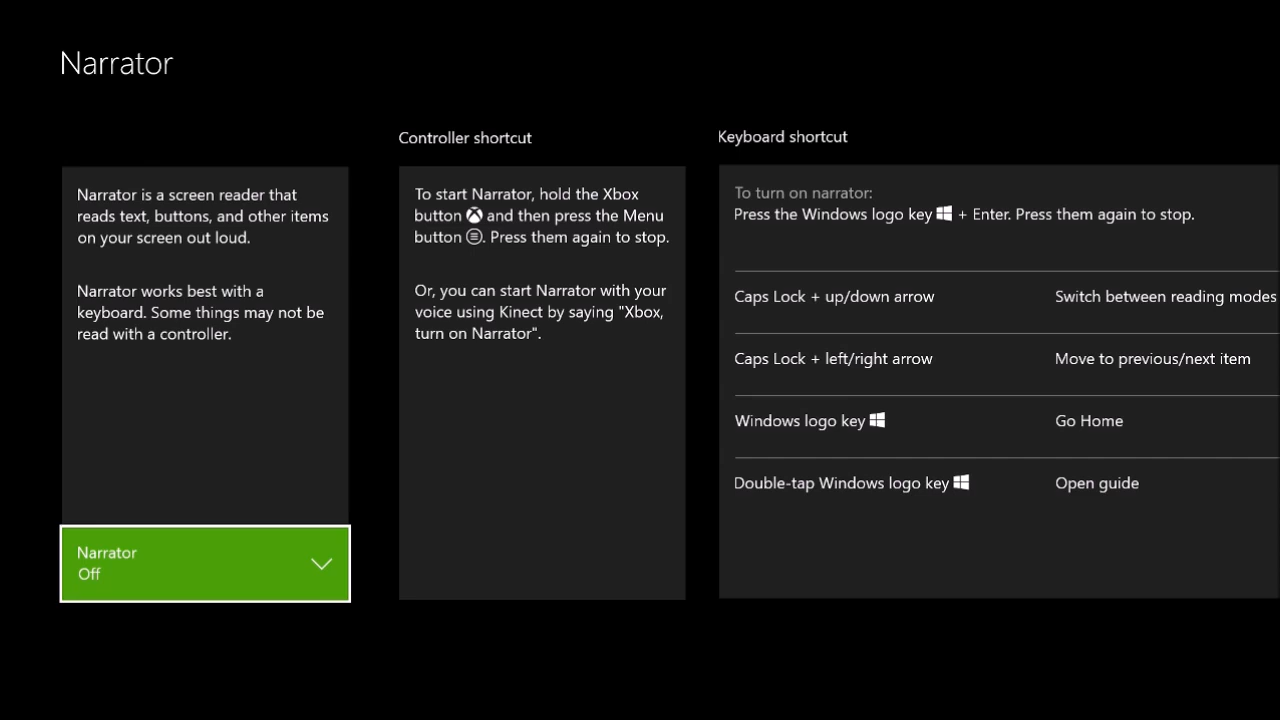 Narrator
Narrator is a screen reader that
reads text, buttons, and other items
on your screen out loud.
Narrator works best with a
keyboard. Some things may not be
read with a controller.
Narrator
Off
Controller shortcut
To start Narrator, hold the Xbox
button and then press the Menu
button . Press them again to stop.
Or, you can start Narrator with your
voice using Kinect by saying "Xbox,
turn on Narrator".
Keyboard shortcut
To turn on narrator:
Press the Windows logo key + Enter. Press them again to stop.
Caps Lock + up/down arrow Switch between reading modes
Caps Lock + left/right arrow Move to previous/next item
Windows logo key Go Home
Double-tap Windows logo key Open guide